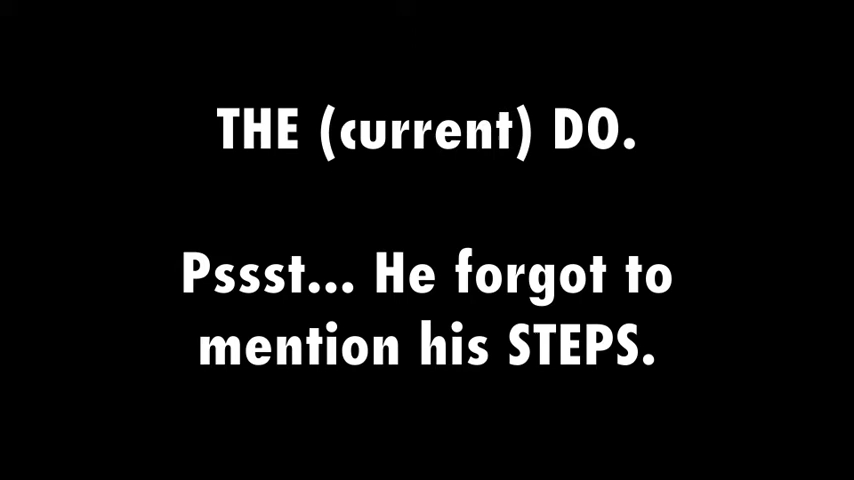 THE (current) DO.
Pssst... He forgot to
mention his STEPS.